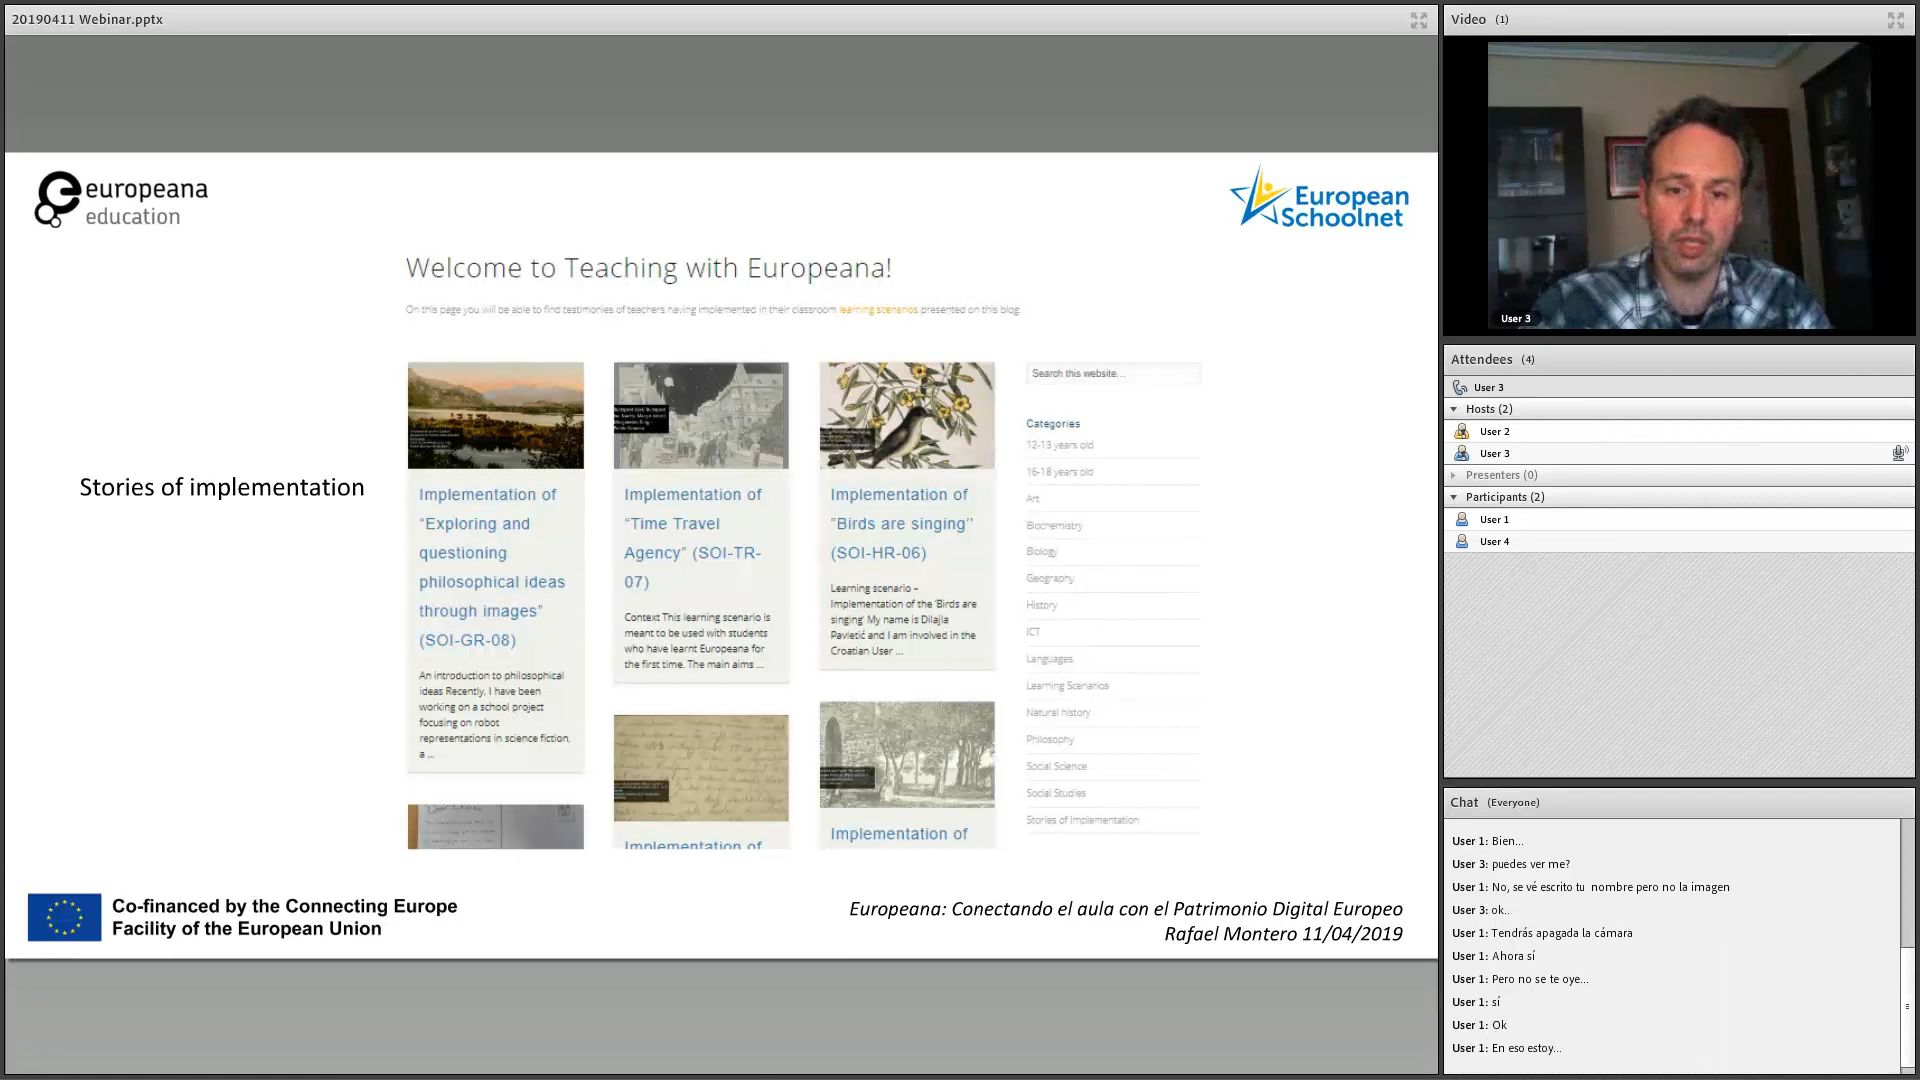 20190411 Webinar.pptx
europeana
education
European
Schoolnet
Welcome to Teaching with Europeana!
On this page you will be able to find testimonies of teachers having implemented in their classroom learning scenarios presented on this blog.
Stories of implementation
Implementation of
“Exploring and
questioning
philosophical ideas
through images”
(SOI-GR-08)
An introduction to philosophical
ideas Recently, I have been
working on a school project
focusing on robot
representations in science fiction,
a ...
Implementation of
“Time Travel
Agency” (SOI-TR-
07)
Context This learning scenario is
meant to be used with students
who have learnt Europeana for
the first time. The main aims ...
Implementation of
Implementation of
”Birds are singing’’
(SOI-HR-06)
Learning scenario –
Implementation of the 'Birds are
singing' My name is Dilajla
Pavletić and I am involved in the
Croatian User ...
Implementation of
Search this website...
Categories
12-13 years old
16-18 years old
Art
Biochemistry
Biology
Geography
History
ICT
Languages
Learning Scenarios
Natural history
Philosophy
Social Science
Social Studies
Stories of Implementation
Co-financed by the Connecting Europe
Facility of the European Union
Europeana: Conectando el aula con el Patrimonio Digital Europeo
Rafael Montero 11/04/2019
Video (1)
User 3
Attendees (4)
User 3
Hosts (2)
User 2
User 3
Presenters (0)
Participants (2)
User 1
User 4
Chat (Everyone)
User 1: Bien...
User 3: puedes ver me?
User 1: No, se vé escrito tu nombre pero no la imagen
User 3: ok..
User 1: Tendrás apagada la cámara
User 1: Ahora sí
User 1: Pero no se te oye...
User 1: sí
User 1: Ok
User 1: En eso estoy...